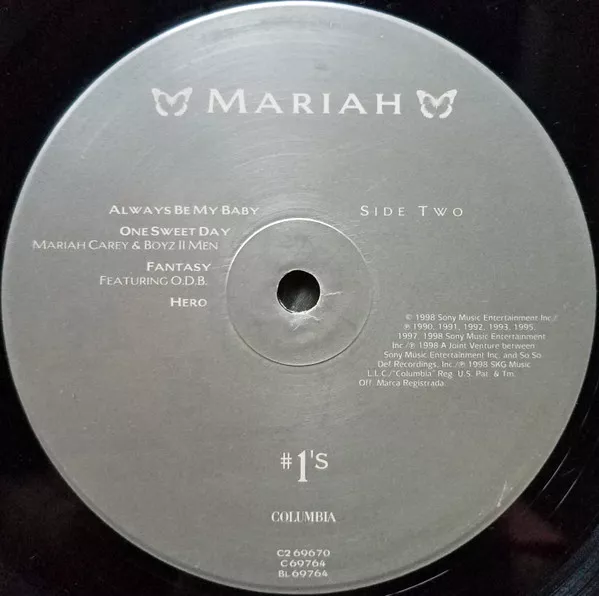 MARIAH
ALWAYS BE MY BABY
ONE SWEET DAY
MARIAH CAREY & BOYZ II MEN
FANTASY
FEATURING O.D.B.
HERO
SIDE TWO
© 1998 Sony Music Entertainment Inc./
℗ 1990, 1991, 1992, 1993, 1995,
1997, 1998 Sony Music Entertainment
Inc./℗ 1998 A Joint Venture between
Sony Music Entertainment Inc. and So So
Def Recordings, Inc./℗ 1998 SKG Music
L.L.C./"Columbia" Reg. U.S. Pat. & Tm.
Off. Marca Registrada.
#1's
COLUMBIA
C2 69670
C 69764
BL 69764